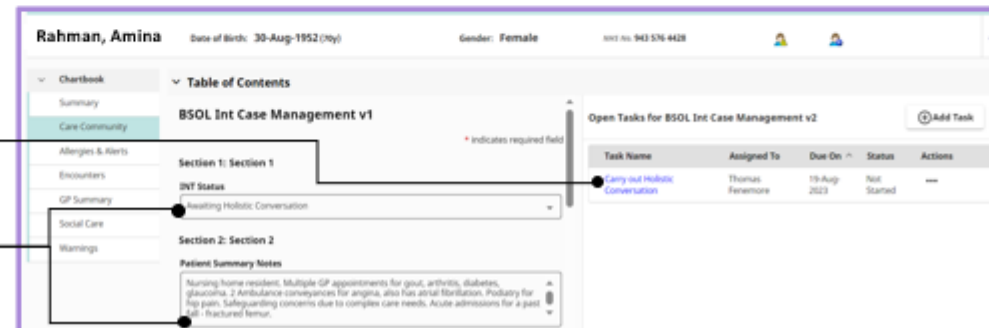 Rahman, Amina Date of Birth: 30-Aug-1952 (70y) Gender: Female NHS No. 943 576 4428
Chartbook
Summary
Care Community
Allergies & Alerts
Encounters
GP Summary
Social Care
Warnings
Table of Contents
BSOL Int Case Management v1
* indicates required field
Section 1: Section 1
INT Status
Awaiting Holistic Conversation
Section 2: Section 2
Patient Summary Notes
Nursing home resident. Multiple GP appointments for gout, arthritis, diabetes,
glaucoma. 2 Ambulance conveyances for angina, also has atrial fibrillation. Podiatry for
hip pain. Safeguarding concerns due to complex care needs. Acute admissions for a past
fall - fractured femur.
Open Tasks for BSOL Int Case Management v2
Add Task
Task Name Assigned To Due On Status Actions
Carry out Holistic Thomas 19-Aug- Not
Conversation Fenemore 2023 Started